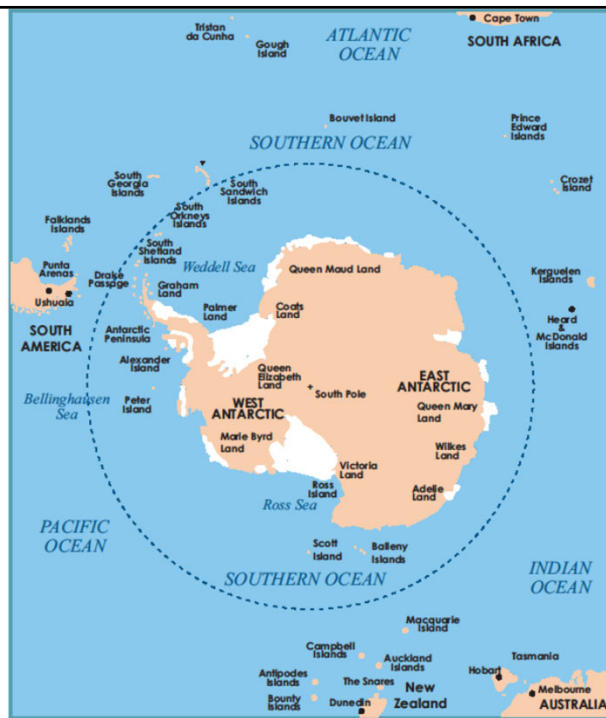 Tristan
da Cunha
Gough
Island
ATLANTIC
OCEAN
Cape Town
SOUTH AFRICA
Bouvet Island
Prince
Edward Islands
SOUTHERN OCEAN
South
Georgia
Islands
South
Sandwich
Islands
South
Orkneys
Islands
Crozet
Island
Falklands
Islands
South
Shetland
Islands
Weddell Sea
Queen Maud Land
Punta
Arenas
Drake
Passage
Graham
Land
Kerguelen
Islands
Ushuaia
Palmer
Land
Coats
Land
SOUTH
AMERICA
Antarctic
Peninsula
Heard
&
McDonald
Islands
Alexander
Island
Queen
Elizabeth
Land
EAST
ANTARCTIC
South Pole
Bellinghausen
Sea
Peter
Island
WEST
ANTARCTIC
Queen Mary
Land
Marie Byrd
Land
Wilkes
Land
Victoria
Land
Ross
Island
Adelie
Land
Ross Sea
PACIFIC
OCEAN
Scott
Island
Balleny
Islands
SOUTHERN OCEAN
INDIAN
OCEAN
Macquarie
Island
Campbell
Islands
Auckland
Islands
Tasmania
Hobart
Antipodes
Islands
The Snares
New
Zealand
Bounty
Islands
Dunedin
Melbourne
AUSTRALIA